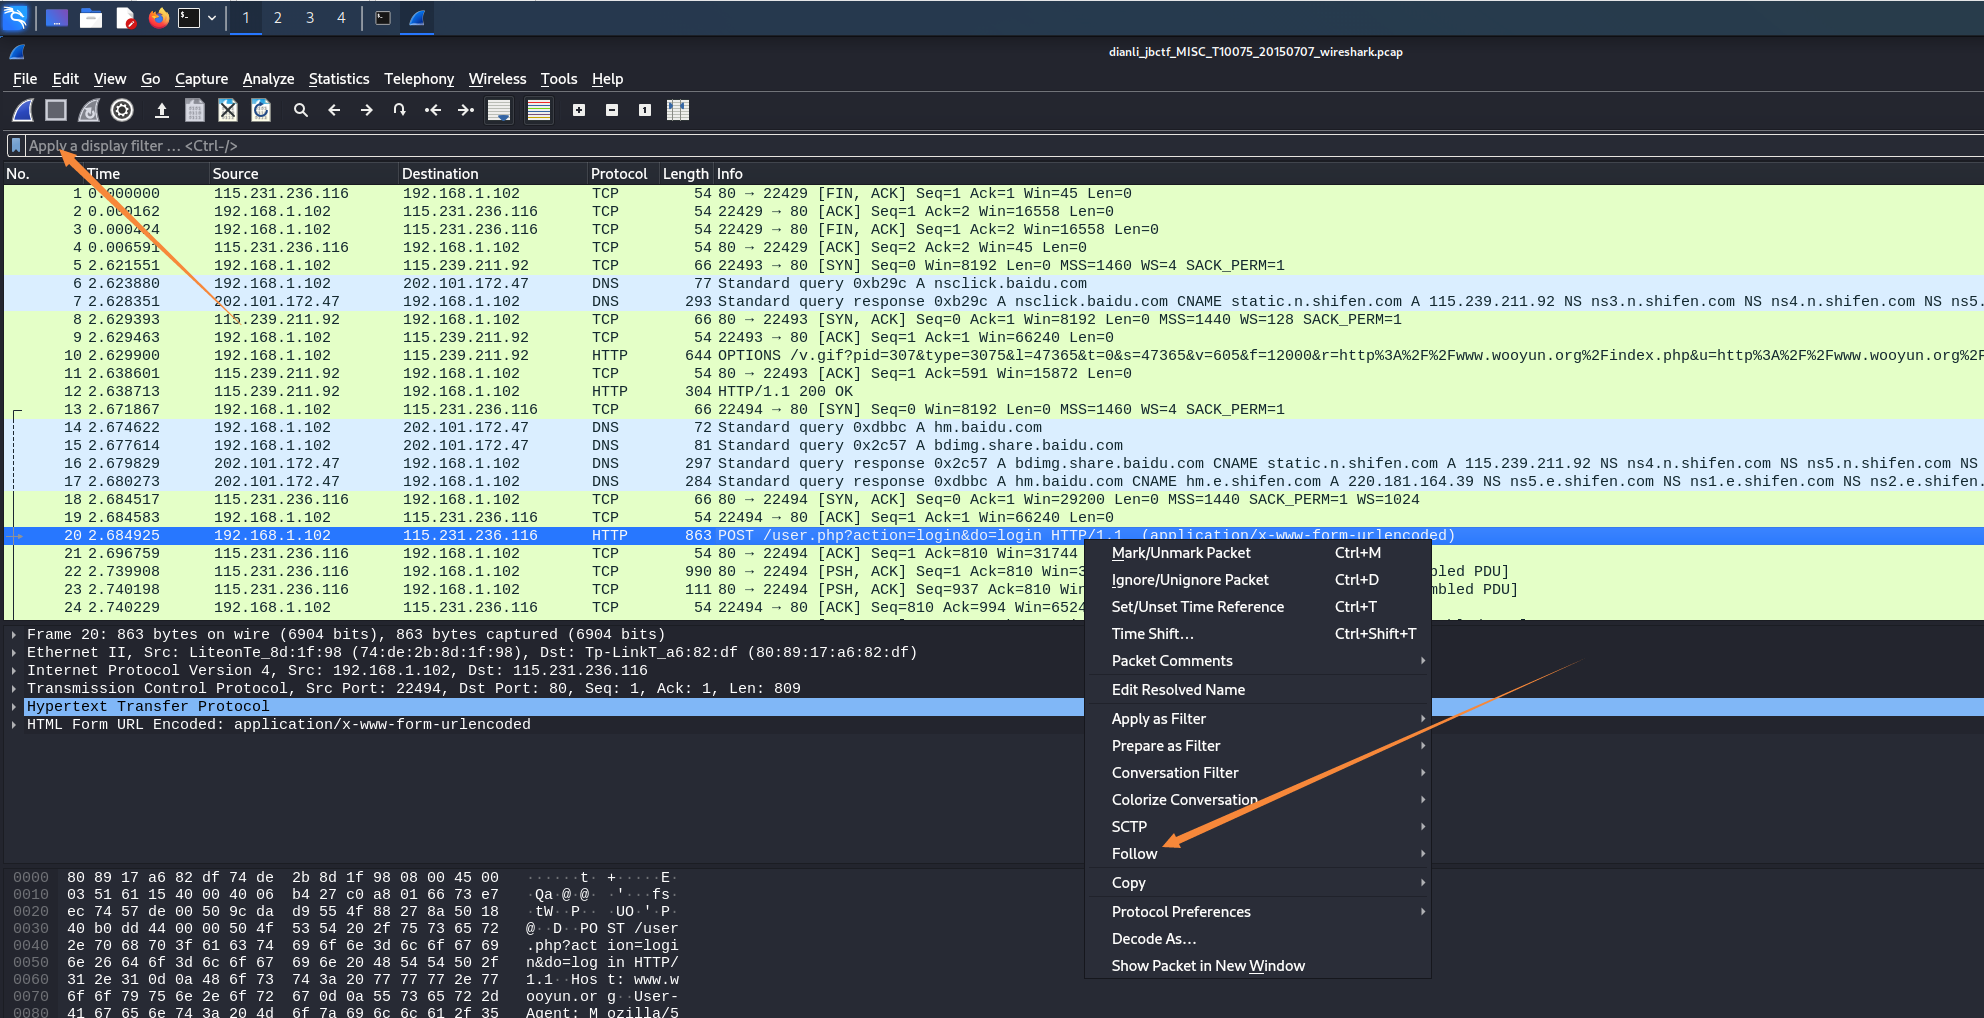 1 2 3 4
dianli_jbctf_MISC_T10075_20150707_wireshark.pcap
File Edit View Go Capture Analyze Statistics Telephony Wireless Tools Help
Apply a display filter … <Ctrl-/>
No. Time Source Destination Protocol Length Info
1 0.000000 115.231.236.116 192.168.1.102 TCP 54 80 → 22429 [FIN, ACK] Seq=1 Ack=1 Win=45 Len=0
2 0.000162 192.168.1.102 115.231.236.116 TCP 54 22429 → 80 [ACK] Seq=1 Ack=2 Win=16558 Len=0
3 0.000424 192.168.1.102 115.231.236.116 TCP 54 22429 → 80 [FIN, ACK] Seq=1 Ack=2 Win=16558 Len=0
4 0.006591 115.231.236.116 192.168.1.102 TCP 54 80 → 22429 [ACK] Seq=2 Ack=2 Win=45 Len=0
5 2.621551 192.168.1.102 115.239.211.92 TCP 66 22493 → 80 [SYN] Seq=0 Win=8192 Len=0 MSS=1460 WS=4 SACK_PERM=1
6 2.623880 192.168.1.102 202.101.172.47 DNS 77 Standard query 0xb29c A nsclick.baidu.com
7 2.628351 202.101.172.47 192.168.1.102 DNS 293 Standard query response 0xb29c A nsclick.baidu.com CNAME static.n.shifen.com A 115.239.211.92 NS ns3.n.shifen.com NS ns4.n.shifen.com NS ns5.
8 2.629393 115.239.211.92 192.168.1.102 TCP 66 80 → 22493 [SYN, ACK] Seq=0 Ack=1 Win=8192 Len=0 MSS=1440 WS=128 SACK_PERM=1
9 2.629463 192.168.1.102 115.239.211.92 TCP 54 22493 → 80 [ACK] Seq=1 Ack=1 Win=66240 Len=0
10 2.629900 192.168.1.102 115.239.211.92 HTTP 644 OPTIONS /v.gif?pid=307&type=3075&l=47365&t=0&s=47365&v=605&f=12000&r=http%3A%2F%2Fwww.wooyun.org%2Findex.php&u=http%3A%2F%2Fwww.wooyun.org%2F
11 2.638601 115.239.211.92 192.168.1.102 TCP 54 80 → 22493 [ACK] Seq=1 Ack=591 Win=15872 Len=0
12 2.638713 115.239.211.92 192.168.1.102 HTTP 304 HTTP/1.1 200 OK
13 2.671867 192.168.1.102 115.231.236.116 TCP 66 22494 → 80 [SYN] Seq=0 Win=8192 Len=0 MSS=1460 WS=4 SACK_PERM=1
14 2.674622 192.168.1.102 202.101.172.47 DNS 72 Standard query 0xdbbc A hm.baidu.com
15 2.677614 192.168.1.102 202.101.172.47 DNS 81 Standard query 0x2c57 A bdimg.share.baidu.com
16 2.679829 202.101.172.47 192.168.1.102 DNS 297 Standard query response 0x2c57 A bdimg.share.baidu.com CNAME static.n.shifen.com A 115.239.211.92 NS ns4.n.shifen.com NS ns5.n.shifen.com NS
17 2.680273 202.101.172.47 192.168.1.102 DNS 284 Standard query response 0xdbbc A hm.baidu.com CNAME hm.e.shifen.com A 220.181.164.39 NS ns5.e.shifen.com NS ns1.e.shifen.com NS ns2.e.shifen.
18 2.684517 115.231.236.116 192.168.1.102 TCP 66 80 → 22494 [SYN, ACK] Seq=0 Ack=1 Win=29200 Len=0 MSS=1440 SACK_PERM=1 WS=1024
19 2.684583 192.168.1.102 115.231.236.116 TCP 54 22494 → 80 [ACK] Seq=1 Ack=1 Win=66240 Len=0
20 2.684925 192.168.1.102 115.231.236.116 HTTP 863 POST /user.php?action=login&do=login HTTP/1.1 (application/x-www-form-urlencoded)
21 2.696759 115.231.236.116 192.168.1.102 TCP 54 80 → 22494 [ACK] Seq=1 Ack=810 Win=31744
22 2.739908 115.231.236.116 192.168.1.102 TCP 990 80 → 22494 [PSH, ACK] Seq=1 Ack=810 Win=3 bled PDU]
23 2.740198 115.231.236.116 192.168.1.102 TCP 111 80 → 22494 [PSH, ACK] Seq=937 Ack=810 Win= mbled PDU]
24 2.740229 192.168.1.102 115.231.236.116 TCP 54 22494 → 80 [ACK] Seq=810 Ack=994 Win=6524
Mark/Unmark Packet Ctrl+M
Ignore/Unignore Packet Ctrl+D
Set/Unset Time Reference Ctrl+T
Time Shift… Ctrl+Shift+T
Packet Comments
Edit Resolved Name
Apply as Filter
Prepare as Filter
Conversation Filter
Colorize Conversation
SCTP
Follow
Copy
Protocol Preferences
Decode As…
Show Packet in New Window
Frame 20: 863 bytes on wire (6904 bits), 863 bytes captured (6904 bits)
Ethernet II, Src: LiteonTe_8d:1f:98 (74:de:2b:8d:1f:98), Dst: Tp-LinkT_a6:82:df (80:89:17:a6:82:df)
Internet Protocol Version 4, Src: 192.168.1.102, Dst: 115.231.236.116
Transmission Control Protocol, Src Port: 22494, Dst Port: 80, Seq: 1, Ack: 1, Len: 809
Hypertext Transfer Protocol
HTML Form URL Encoded: application/x-www-form-urlencoded
0000 80 89 17 a6 82 df 74 de 2b 8d 1f 98 08 00 45 00 ······t· +·····E·
0010 03 51 61 15 40 00 40 06 b4 27 c0 a8 01 66 73 e7 ·Qa·@·@· ·'···fs·
0020 ec 74 57 de 00 50 9c da d9 55 4f 88 27 8a 50 18 ·tW··P·· ·UO·'·P·
0030 40 b0 dd 44 00 00 50 4f 53 54 20 2f 75 73 65 72 @··D··PO ST /user
0040 2e 70 68 70 3f 61 63 74 69 6f 6e 3d 6c 6f 67 69 .php?act ion=logi
0050 6e 26 64 6f 3d 6c 6f 67 69 6e 20 48 54 54 50 2f n&do=log in HTTP/
0060 31 2e 31 0d 0a 48 6f 73 74 3a 20 77 77 77 2e 77 1.1··Hos t: www.w
0070 6f 6f 79 75 6e 2e 6f 72 67 0d 0a 55 73 65 72 2d ooyun.or g··User-
0080 41 67 65 6e 74 3a 20 4d 6f 7a 69 6c 6c 61 2f 35 Agent: M ozilla/5